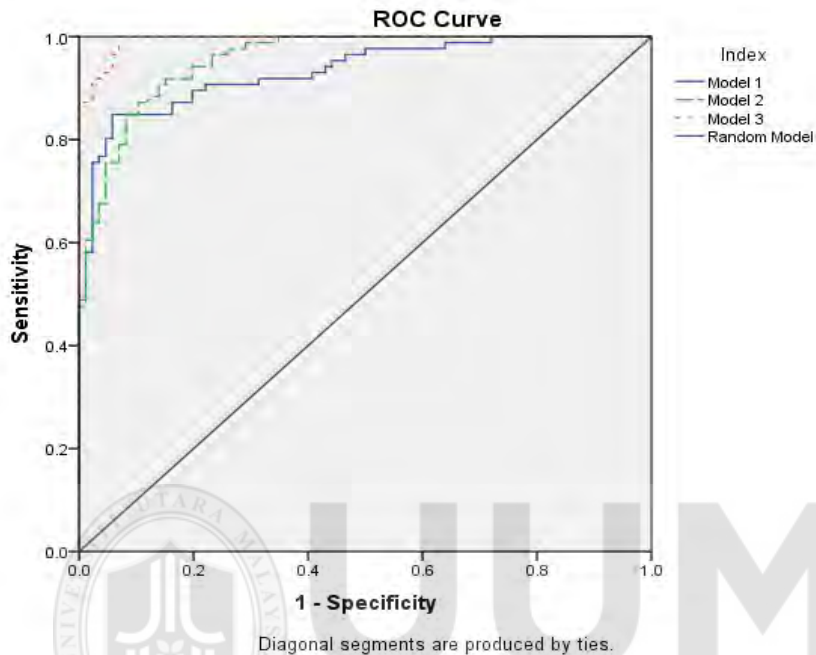 ROC Curve
Index
Model 1
Model 2
Model 3
Random Model
1.0
0.8
0.6
0.4
0.2
0.0
Sensitivity
0.0 0.2 0.4 0.6 0.8 1.0
1 - Specificity
Diagonal segments are produced by ties.
UUM
UTARA MALAYS